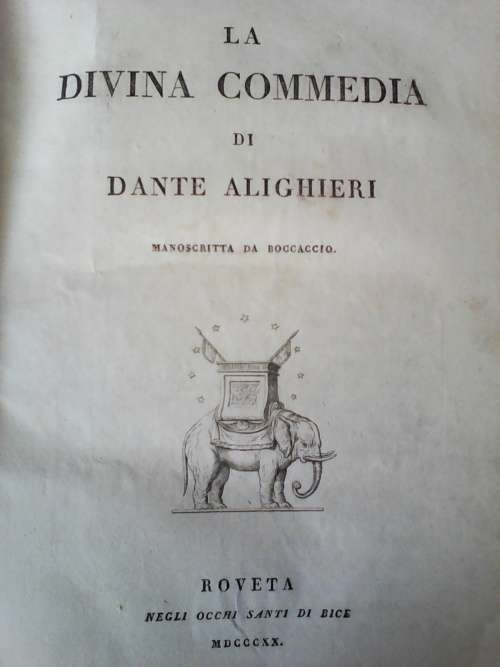 LA
DIVINA COMMEDIA
DI
DANTE ALIGHIERI
MANOSCRITTA DA BOCCACCIO.
ROVETA
NEGLI OCCHI SANTI DI BICE
MDCCCXX.